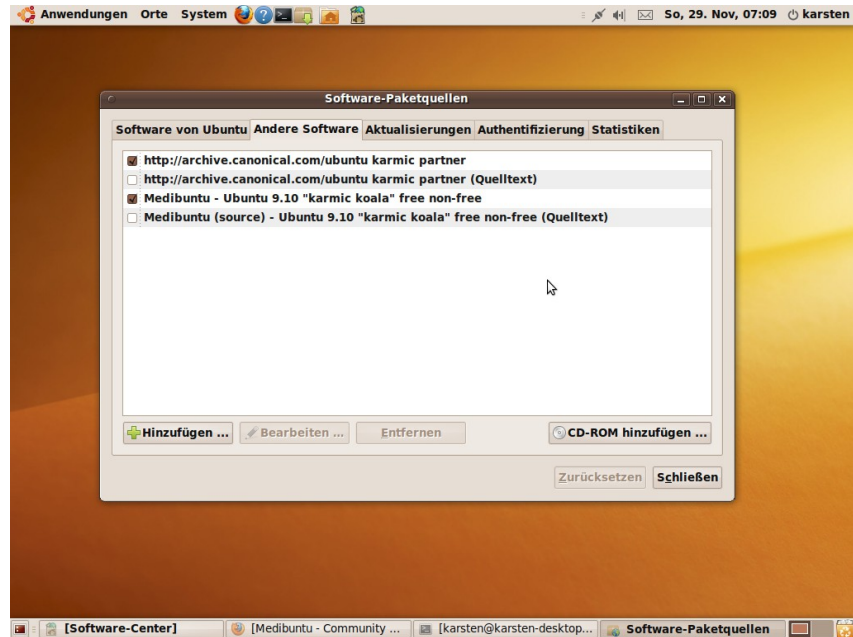 Anwendungen Orte System So, 29. Nov, 07:09 karsten
Software-Paketquellen
Software von Ubuntu Andere Software Aktualisierungen Authentifizierung Statistiken
http://archive.canonical.com/ubuntu karmic partner
http://archive.canonical.com/ubuntu karmic partner (Quelltext)
Medibuntu - Ubuntu 9.10 "karmic koala" free non-free
Medibuntu (source) - Ubuntu 9.10 "karmic koala" free non-free (Quelltext)
Hinzufügen ... Bearbeiten ... Entfernen CD-ROM hinzufügen ...
Zurücksetzen Schließen
[Software-Center] [Medibuntu - Community ... [karsten@karsten-desktop... Software-Paketquellen